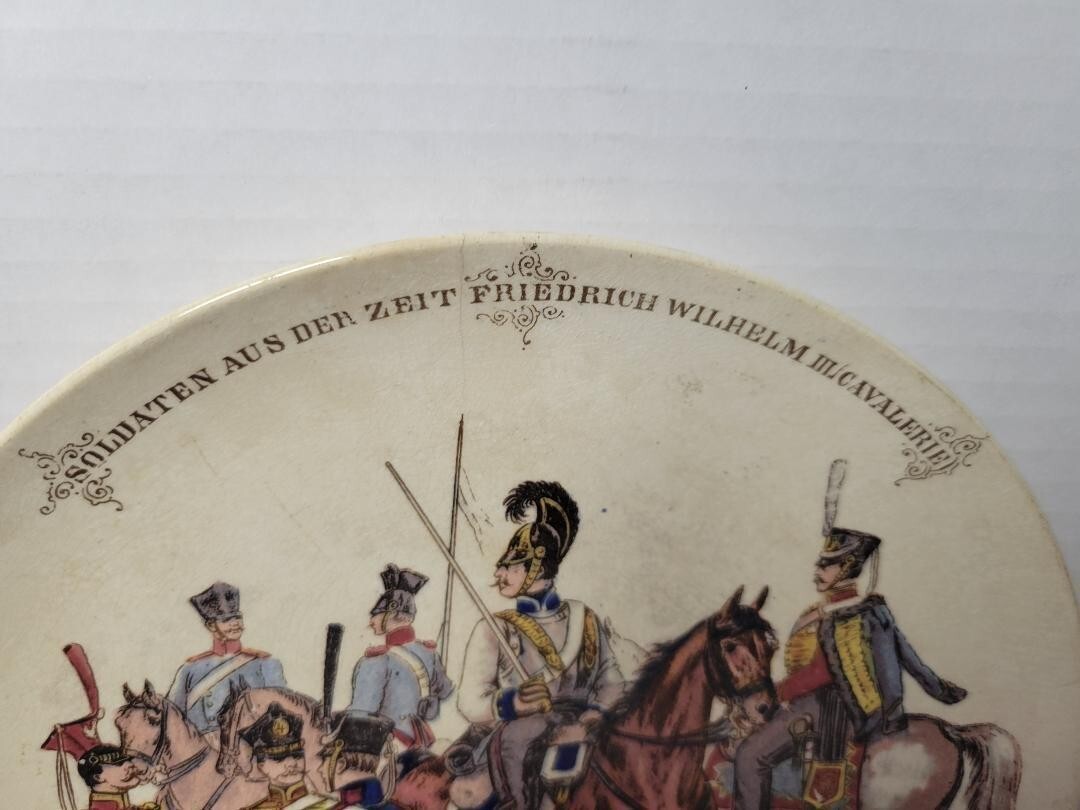 SOLDATEN AUS DER ZEIT FRIEDRICH WILHELM III/CAVALERIE/